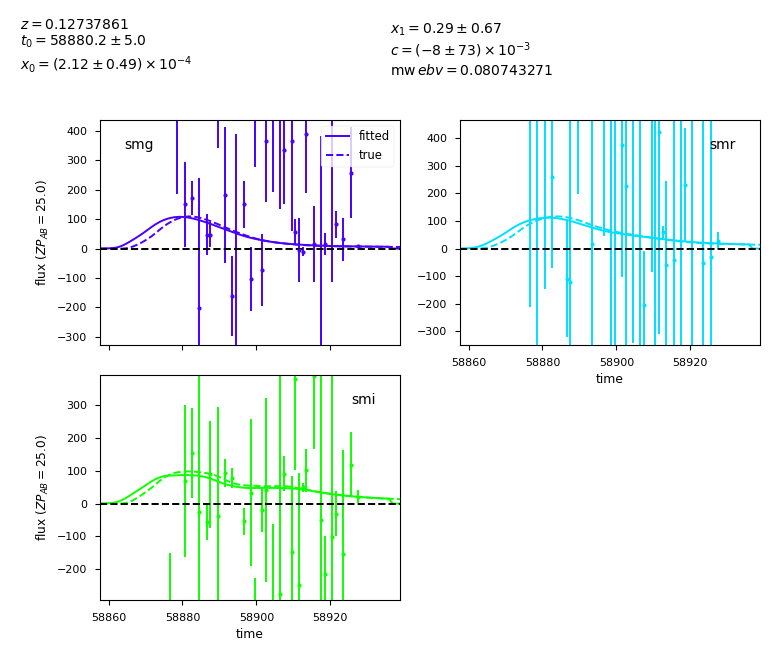 z = 0.12737861
t₀ = 58880.2 ± 5.0
x₀ = (2.12 ± 0.49) × 10⁻⁴
x₁ = 0.29 ± 0.67
c = (−8 ± 73) × 10⁻³
mw ebv = 0.080743271
smg
fitted
true
400
300
200
100
0
−100
−200
−300
flux (ZP_AB = 25.0)
smr
400
300
200
100
0
−100
−200
−300
58860 58880 58900 58920
time
smi
300
200
100
0
−100
−200
flux (ZP_AB = 25.0)
58860 58880 58900 58920
time